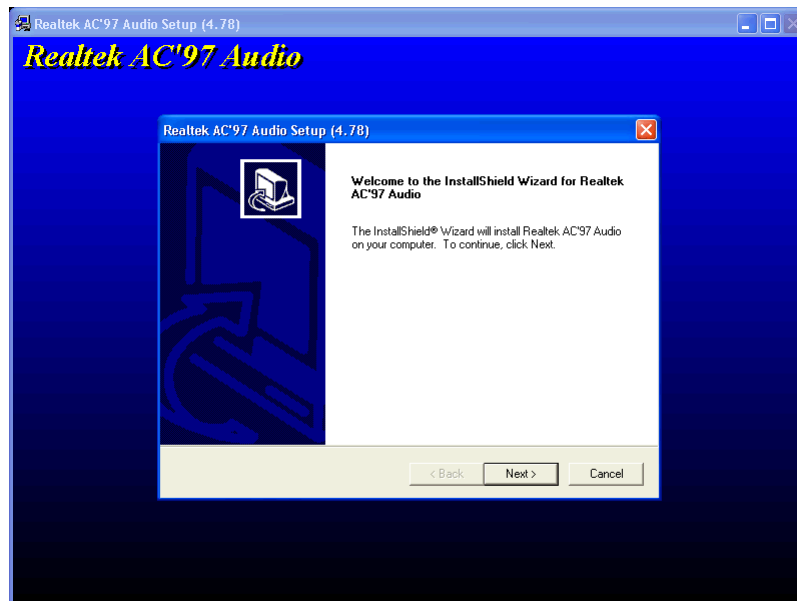 Realtek AC'97 Audio Setup (4.78)
Realtek AC'97 Audio
Realtek AC'97 Audio Setup (4.78)
Welcome to the InstallShield Wizard for Realtek
AC'97 Audio
The InstallShield® Wizard will install Realtek AC'97 Audio
on your computer. To continue, click Next.
< Back
Next >
Cancel